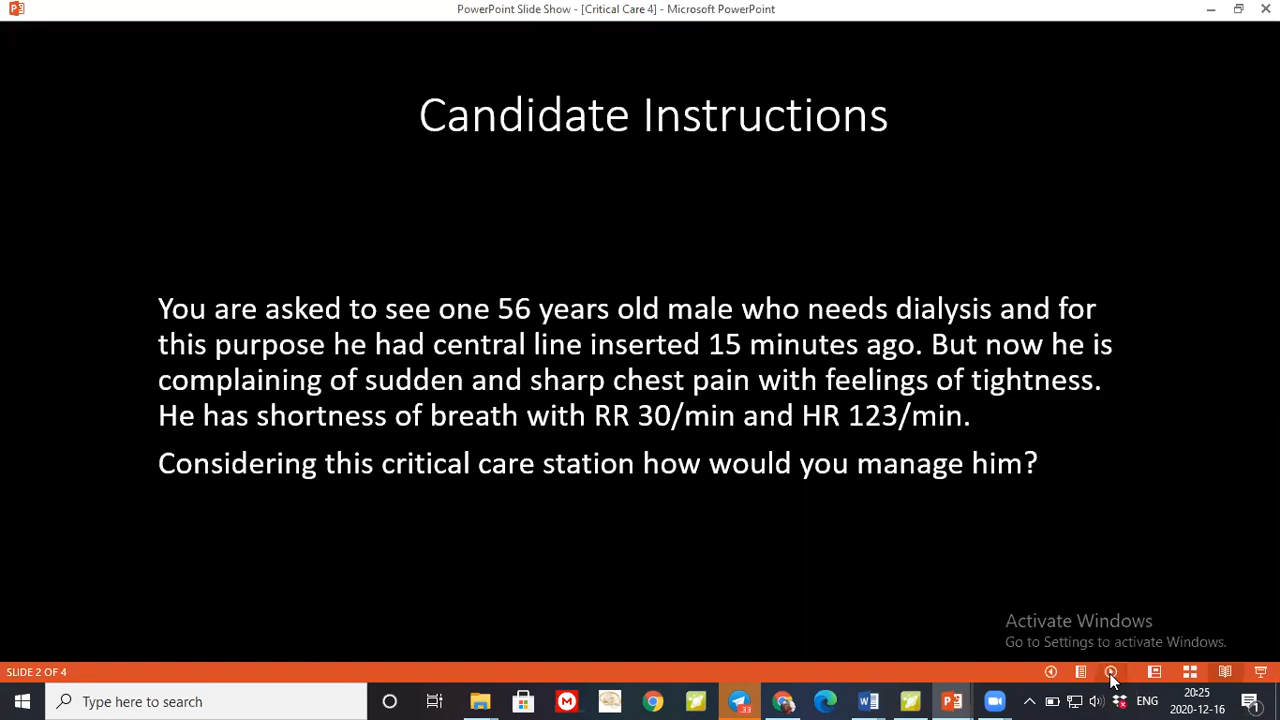 PowerPoint Slide Show - [Critical Care 4] - Microsoft PowerPoint
Candidate Instructions
You are asked to see one 56 years old male who needs dialysis and for
this purpose he had central line inserted 15 minutes ago. But now he is
complaining of sudden and sharp chest pain with feelings of tightness.
He has shortness of breath with RR 30/min and HR 123/min.
Considering this critical care station how would you manage him?
Activate Windows
Go to Settings to activate Windows.
SLIDE 2 OF 4
Type here to search
33
ENG
20:25
2020-12-16
1